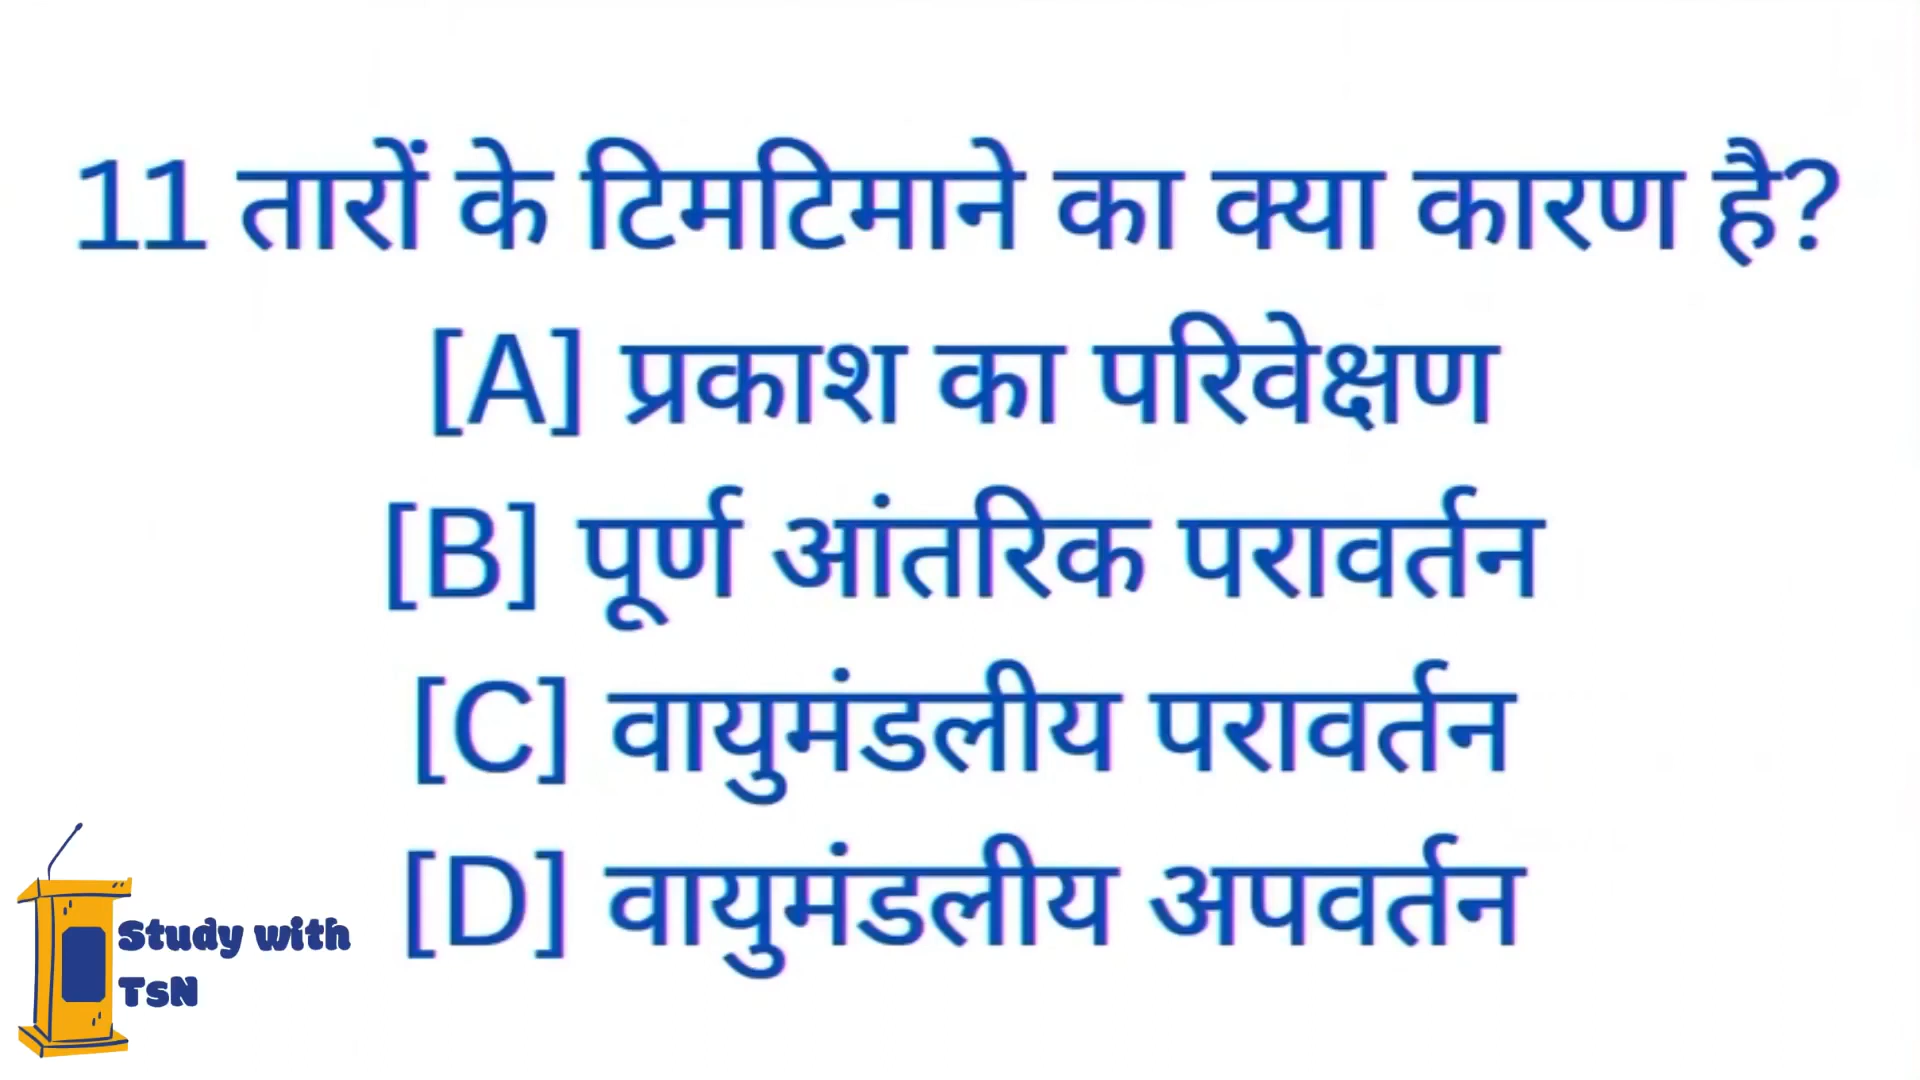 11 तारों के टिमटिमाने का क्या कारण है?
[A] प्रकाश का परिवेक्षण
[B] पूर्ण आंतरिक परावर्तन
[C] वायुमंडलीय परावर्तन
[D] वायुमंडलीय अपवर्तन
Study with
TsN